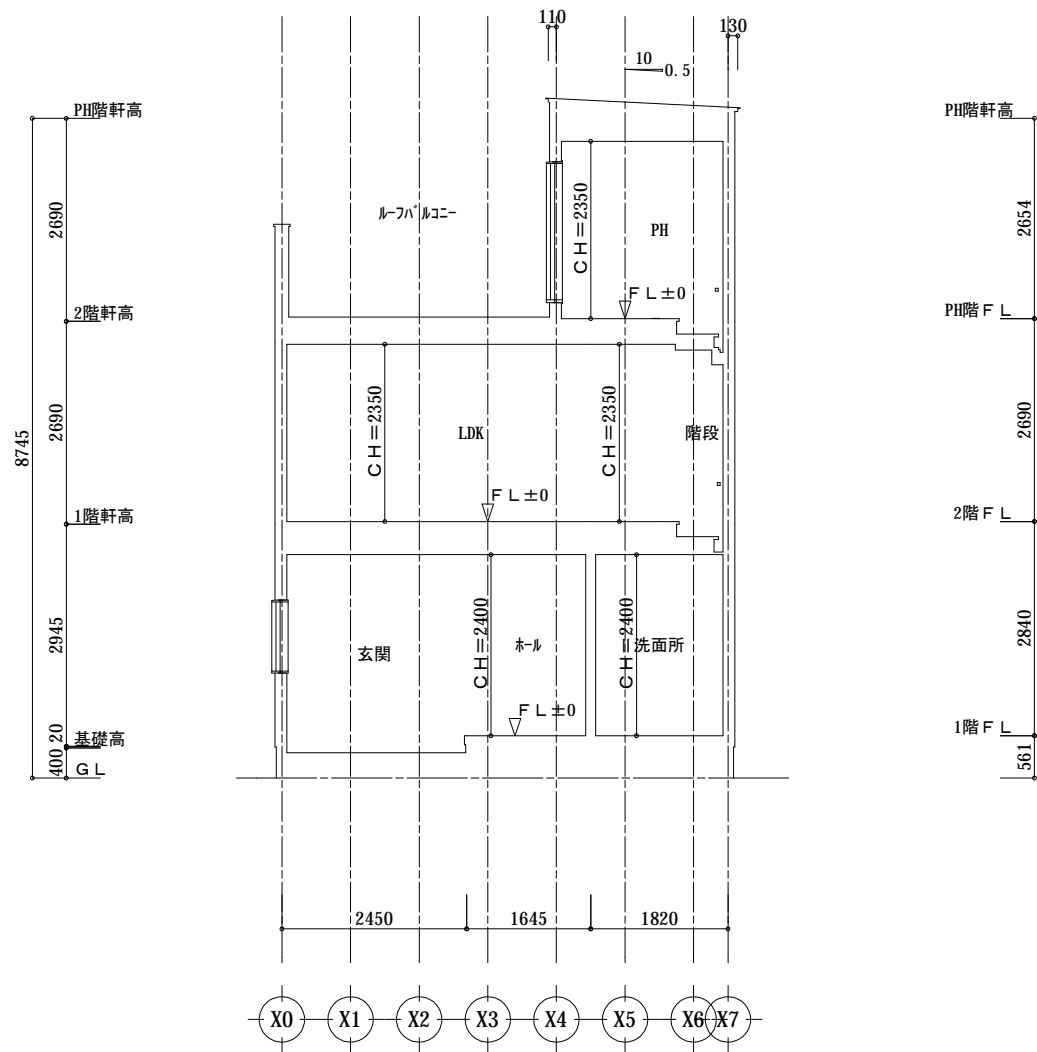 110
130
10
0.5
PH階軒高
PH階軒高
2690
ルーフバルコニー
CH=2350
PH
2654
FL±0
2階軒高
PH階FL
8745
2690
CH=2350
LDK
CH=2350
階段
2690
FL±0
1階軒高
2階FL
2945
玄関
CH=2400
ホール
CH=2400
洗面所
2840
FL±0
20
基礎高
1階FL
400
GL
561
2450
1645
1820
X0
X1
X2
X3
X4
X5
X6
X7